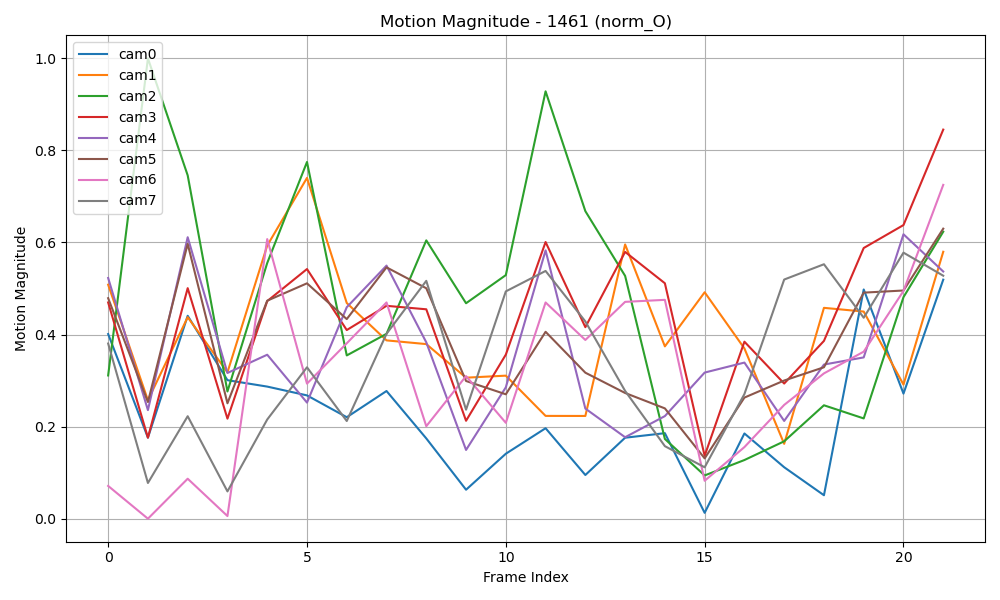 Motion Magnitude - 1461 (norm_O)
cam0
cam1
cam2
cam3
cam4
cam5
cam6
cam7
Motion Magnitude
1.0
0.8
0.6
0.4
0.2
0.0
0 5 10 15 20
Frame Index